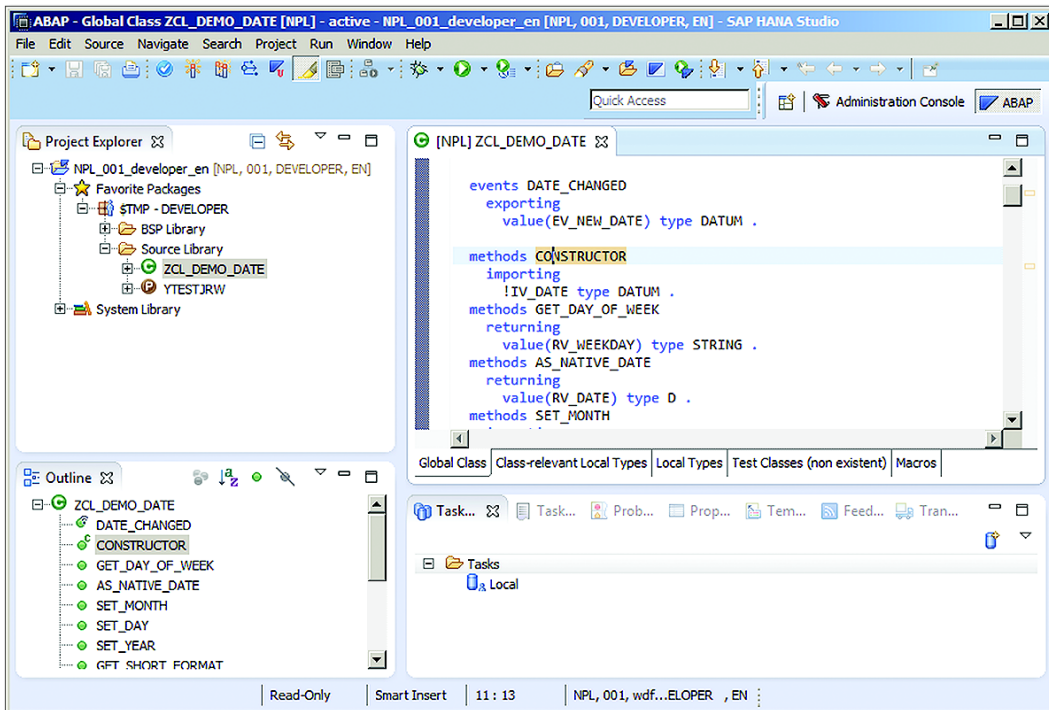 ABAP - Global Class ZCL_DEMO_DATE [NPL] - active - NPL_001_developer_en [NPL, 001, DEVELOPER, EN] - SAP HANA Studio
File Edit Source Navigate Search Project Run Window Help
Quick Access
Administration Console
ABAP
Project Explorer
NPL_001_developer_en [NPL, 001, DEVELOPER, EN]
Favorite Packages
$TMP - DEVELOPER
BSP Library
Source Library
ZCL_DEMO_DATE
YTESTJRW
System Library
[NPL] ZCL_DEMO_DATE
events DATE_CHANGED
exporting
value(EV_NEW_DATE) type DATUM .
methods CONSTRUCTOR
importing
!IV_DATE type DATUM .
methods GET_DAY_OF_WEEK
returning
value(RV_WEEKDAY) type STRING .
methods AS_NATIVE_DATE
returning
value(RV_DATE) type D .
methods SET_MONTH
Global Class Class-relevant Local Types Local Types Test Classes (non existent) Macros
Outline
ZCL_DEMO_DATE
DATE_CHANGED
CONSTRUCTOR
GET_DAY_OF_WEEK
AS_NATIVE_DATE
SET_MONTH
SET_DAY
SET_YEAR
GET_SHORT_FORMAT
Task... Task... Prob... Prop... Tem... Feed... Tran...
Tasks
Local
Read-Only Smart Insert 11 : 13 NPL, 001, wdf...ELOPER , EN